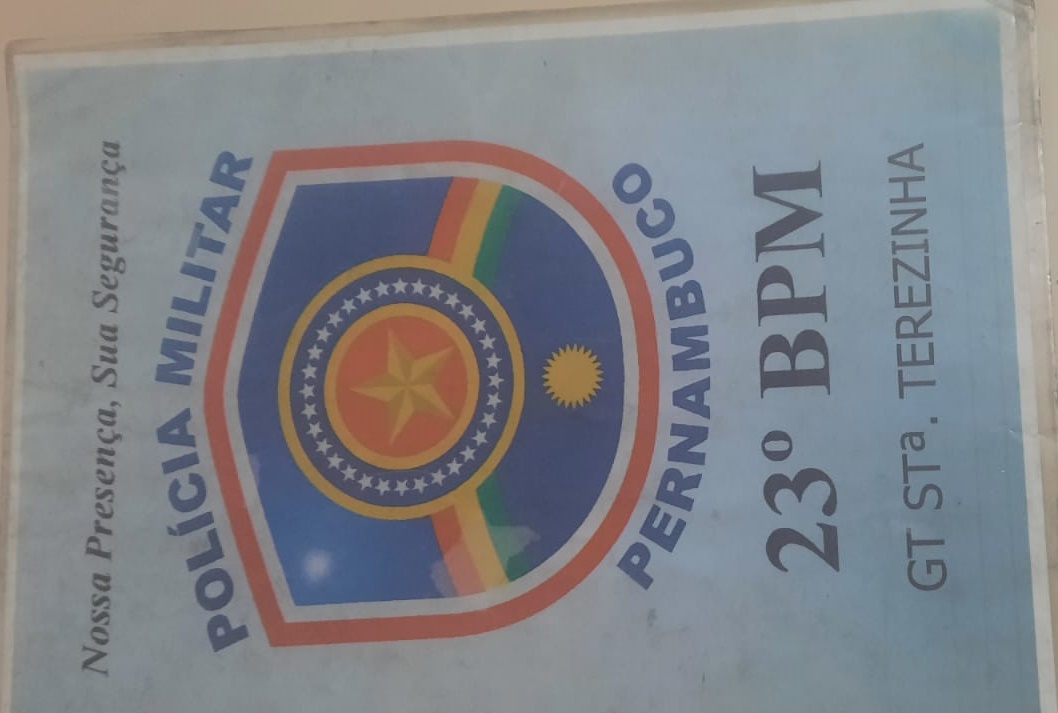 Nossa Presença, Sua Segurança
POLÍCIA MILITAR
PERNAMBUCO
23º BPM
GT STª. TEREZINHA